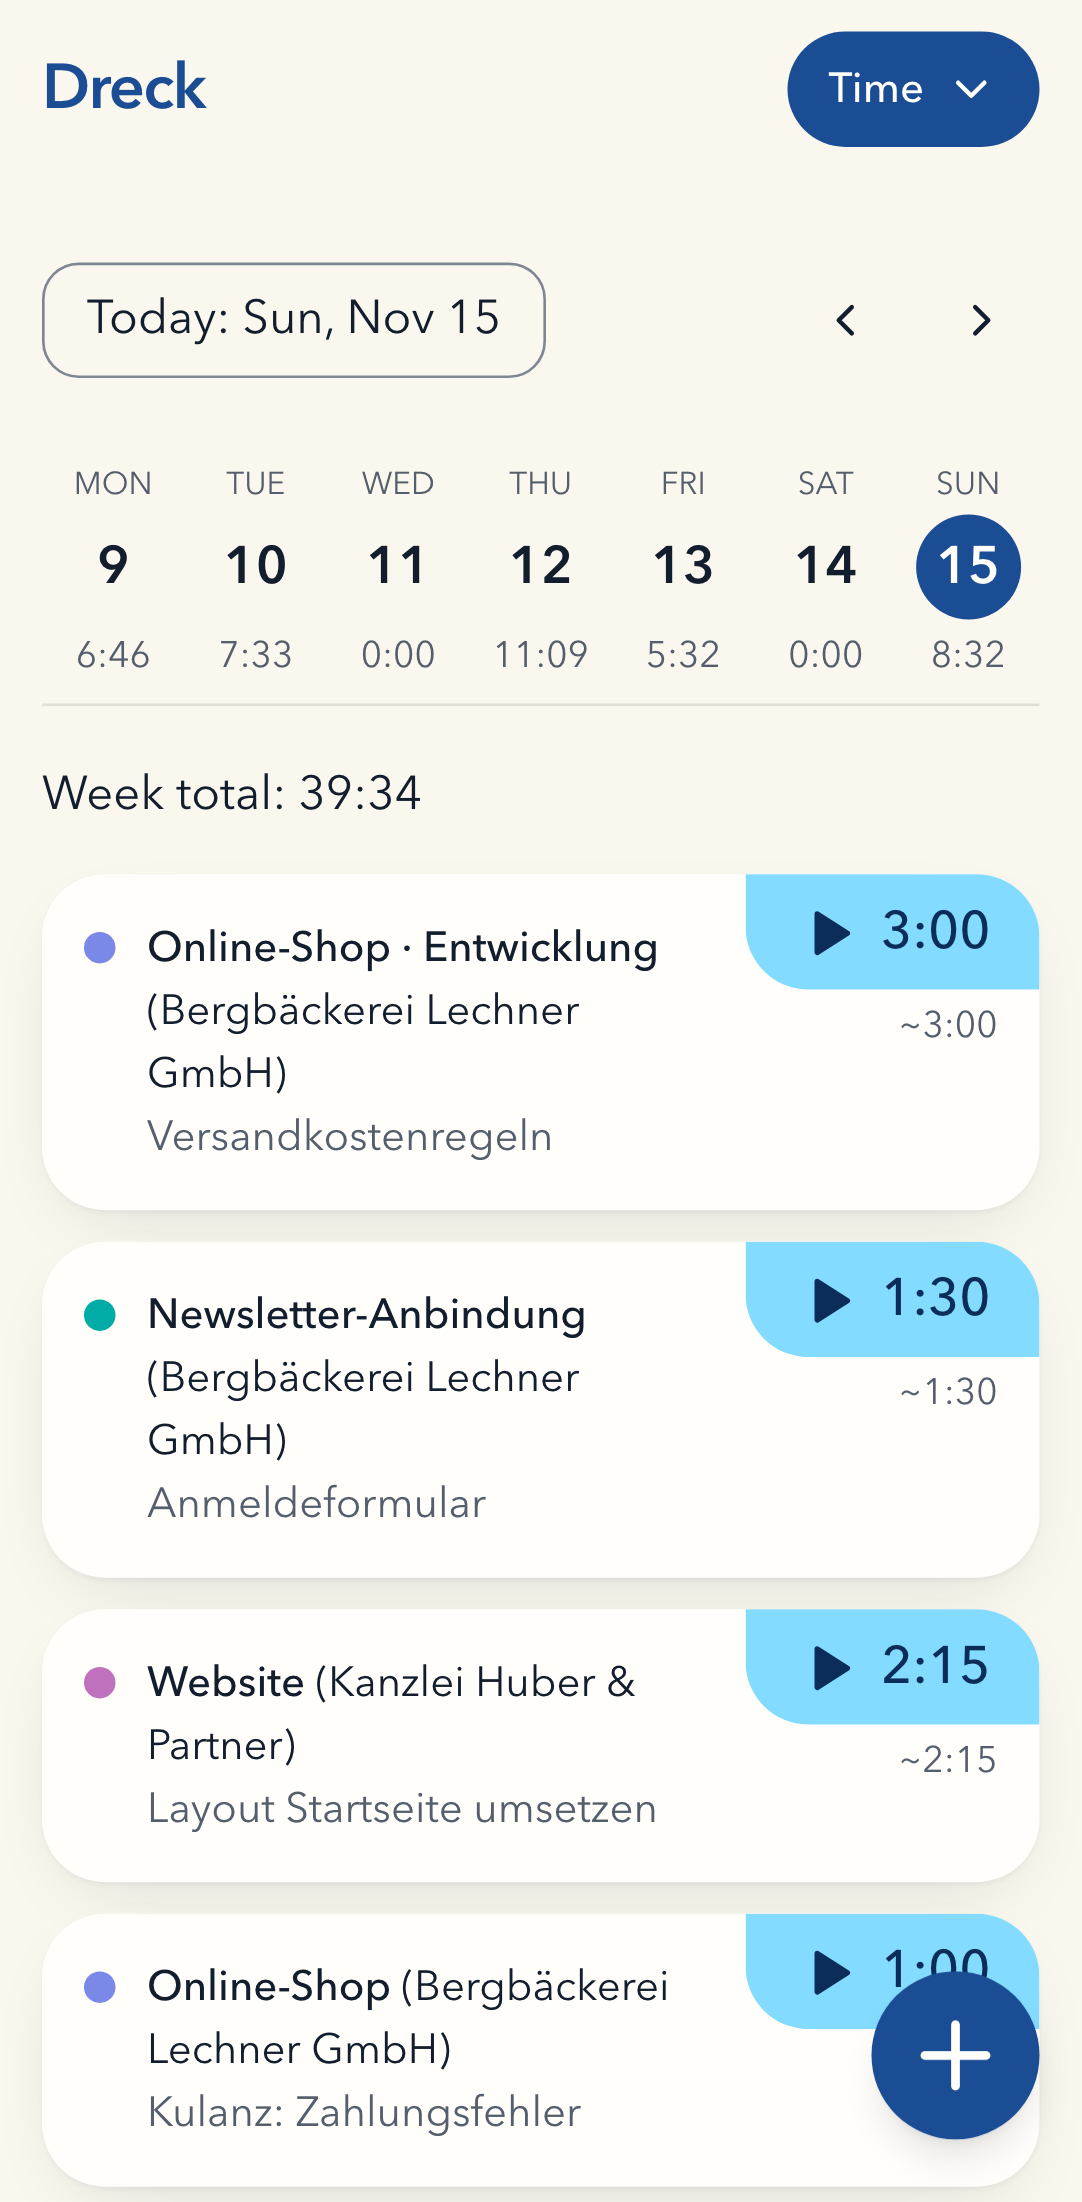 Dreck
Time
Today: Sun, Nov 15
MON TUE WED THU FRI SAT SUN
9 10 11 12 13 14 15
6:46 7:33 0:00 11:09 5:32 0:00 8:32
Week total: 39:34
Online-Shop · Entwicklung
(Bergbäckerei Lechner
GmbH)
Versandkostenregeln
3:00
~3:00
Newsletter-Anbindung
(Bergbäckerei Lechner
GmbH)
Anmeldeformular
1:30
~1:30
Website (Kanzlei Huber &
Partner)
Layout Startseite umsetzen
2:15
~2:15
Online-Shop (Bergbäckerei
Lechner GmbH)
Kulanz: Zahlungsfehler
1:00